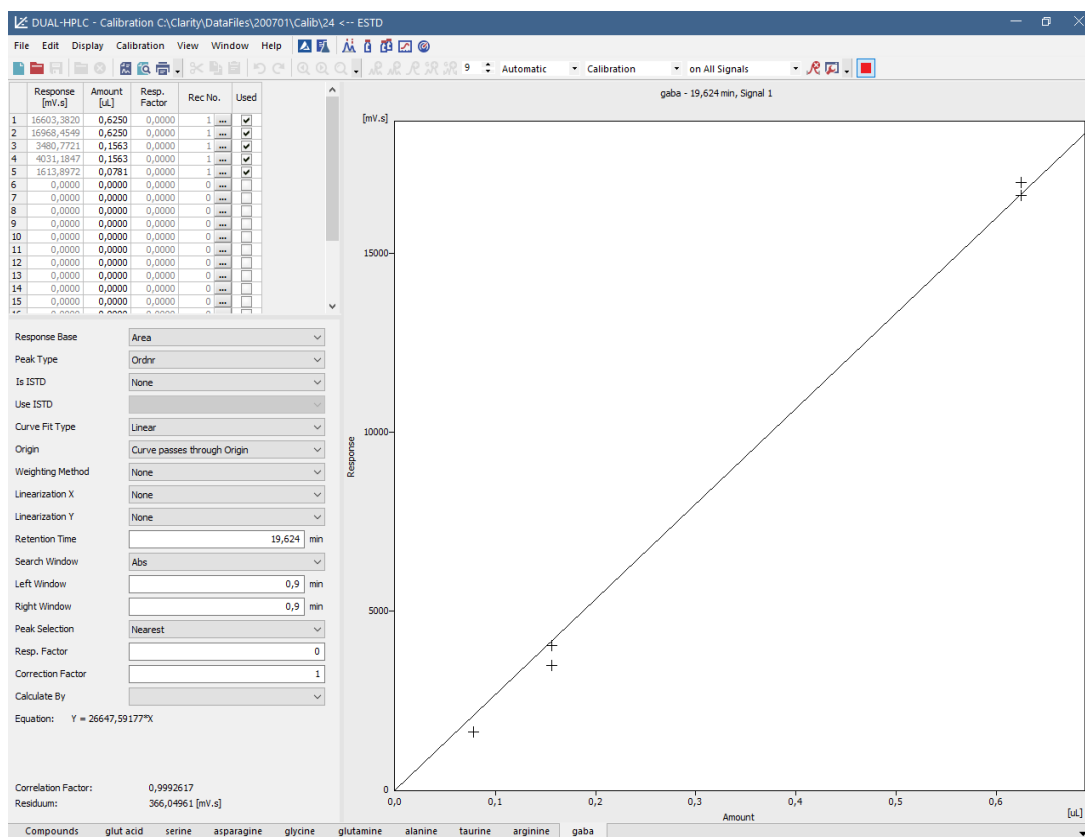 DUAL-HPLC - Calibration C:\Clarity\DataFiles\200701\Calib\24 <-- ESTD
File Edit Display Calibration View Window Help
9 Automatic Calibration on All Signals
Response [mV.s] Amount [uL] Resp. Factor Rec No. Used
1 16603,3820 0,6250 0,0000 1 ...
2 16968,4549 0,6250 0,0000 1 ...
3 3480,7721 0,1563 0,0000 1 ...
4 4031,1847 0,1563 0,0000 1 ...
5 1613,8972 0,0781 0,0000 1 ...
6 0,0000 0,0000 0,0000 0 ...
7 0,0000 0,0000 0,0000 0 ...
8 0,0000 0,0000 0,0000 0 ...
9 0,0000 0,0000 0,0000 0 ...
10 0,0000 0,0000 0,0000 0 ...
11 0,0000 0,0000 0,0000 0 ...
12 0,0000 0,0000 0,0000 0 ...
13 0,0000 0,0000 0,0000 0 ...
14 0,0000 0,0000 0,0000 0 ...
15 0,0000 0,0000 0,0000 0 ...
Response Base Area
Peak Type Ordnr
Is ISTD None
Use ISTD
Curve Fit Type Linear
Origin Curve passes through Origin
Weighting Method None
Linearization X None
Linearization Y None
Retention Time 19,624 min
Search Window Abs
Left Window 0,9 min
Right Window 0,9 min
Peak Selection Nearest
Resp. Factor 0
Correction Factor 1
Calculate By
Equation: Y = 26647,59177*X
Correlation Factor: 0,9992617
Residuum: 366,04961 [mV.s]
gaba - 19,624 min, Signal 1
[mV.s]
15000
10000
Response
5000
0
0,0 0,1 0,2 0,3 0,4 0,5 0,6
Amount
[uL]
Compounds glut acid serine asparagine glycine glutamine alanine taurine arginine gaba